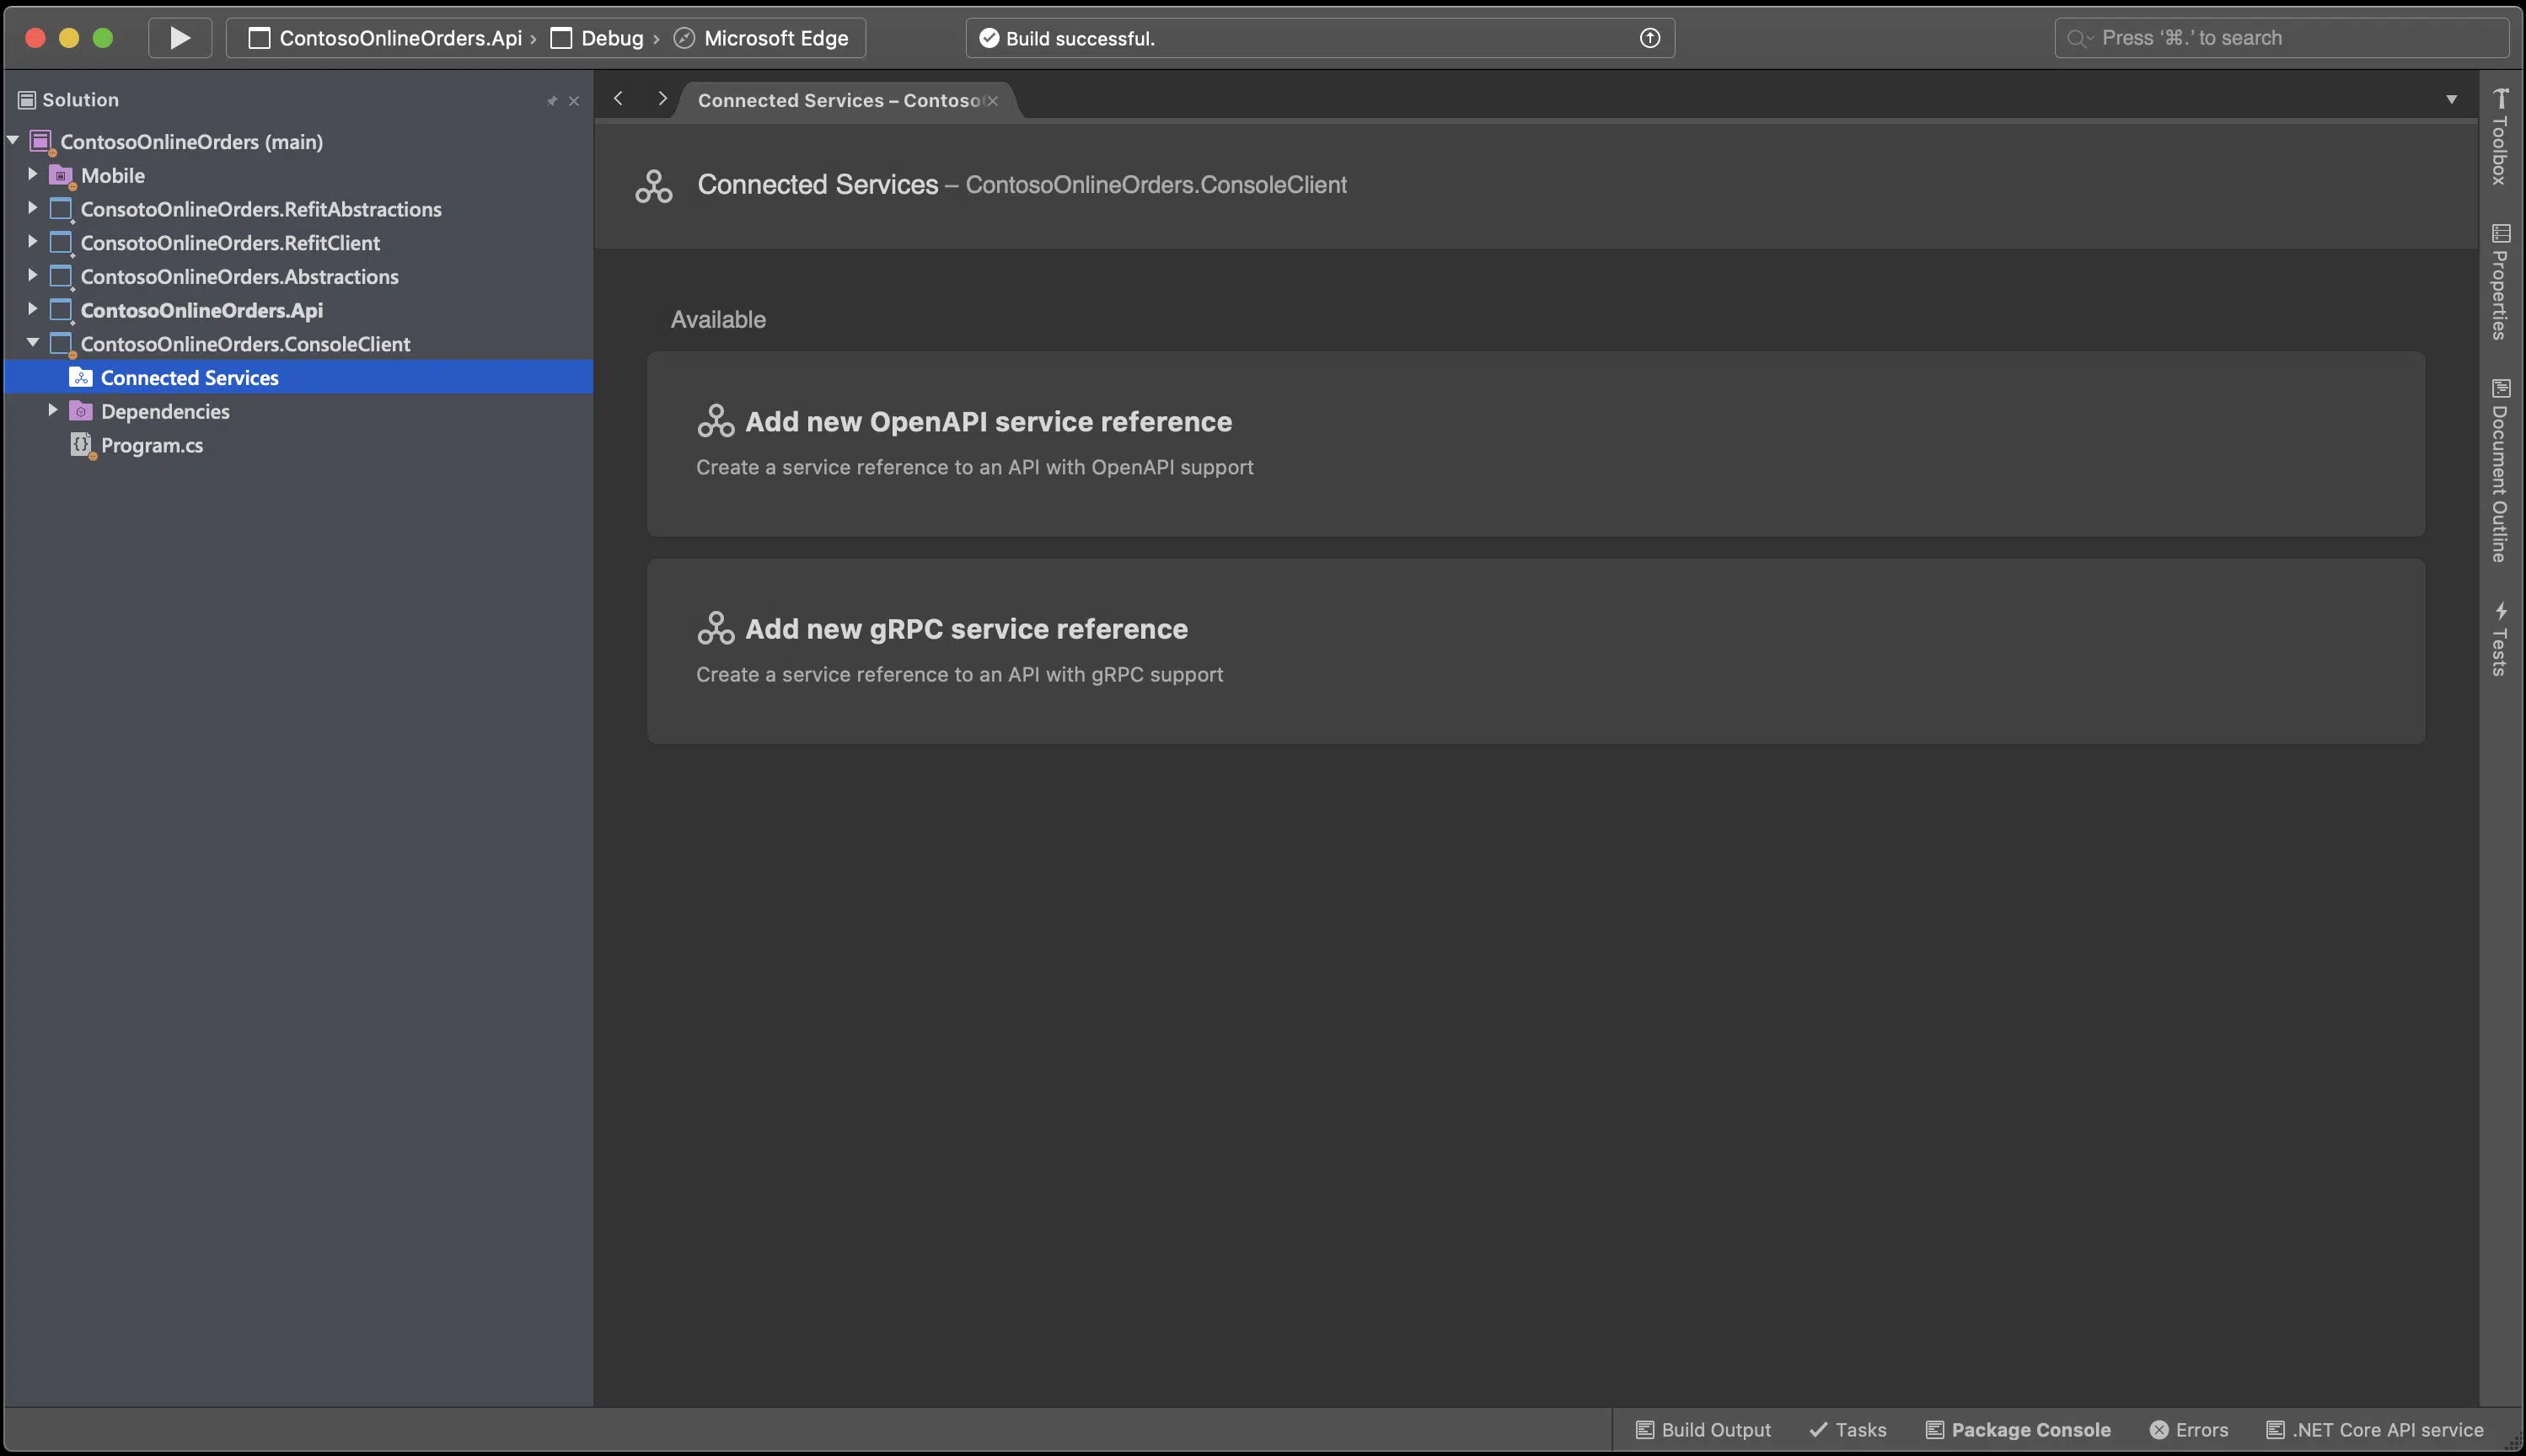 ContosoOnlineOrders.Api › Debug › Microsoft Edge
Build successful.
Press ‘⌘.’ to search
Solution
ContosoOnlineOrders (main)
Mobile
ConsotoOnlineOrders.RefitAbstractions
ConsotoOnlineOrders.RefitClient
ContosoOnlineOrders.Abstractions
ContosoOnlineOrders.Api
ContosoOnlineOrders.ConsoleClient
Connected Services
Dependencies
Program.cs
Connected Services – Contoso
Connected Services – ContosoOnlineOrders.ConsoleClient
Available
Add new OpenAPI service reference
Create a service reference to an API with OpenAPI support
Add new gRPC service reference
Create a service reference to an API with gRPC support
Toolbox
Properties
Document Outline
Tests
Build Output
Tasks
Package Console
Errors
.NET Core API service